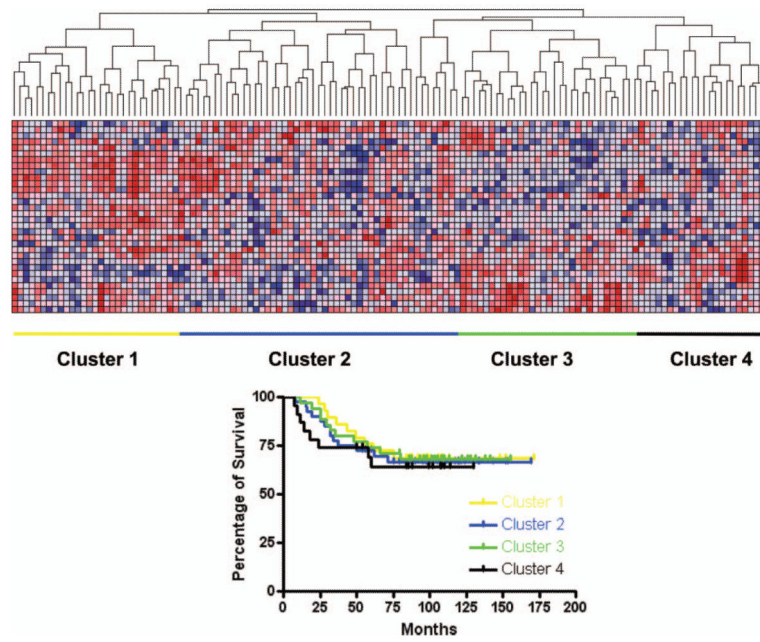 Cluster 1 Cluster 2 Cluster 3 Cluster 4
100
75
50
25
0
Percentage of Survival
Cluster 1
Cluster 2
Cluster 3
Cluster 4
0 25 50 75 100 125 150 175 200
Months